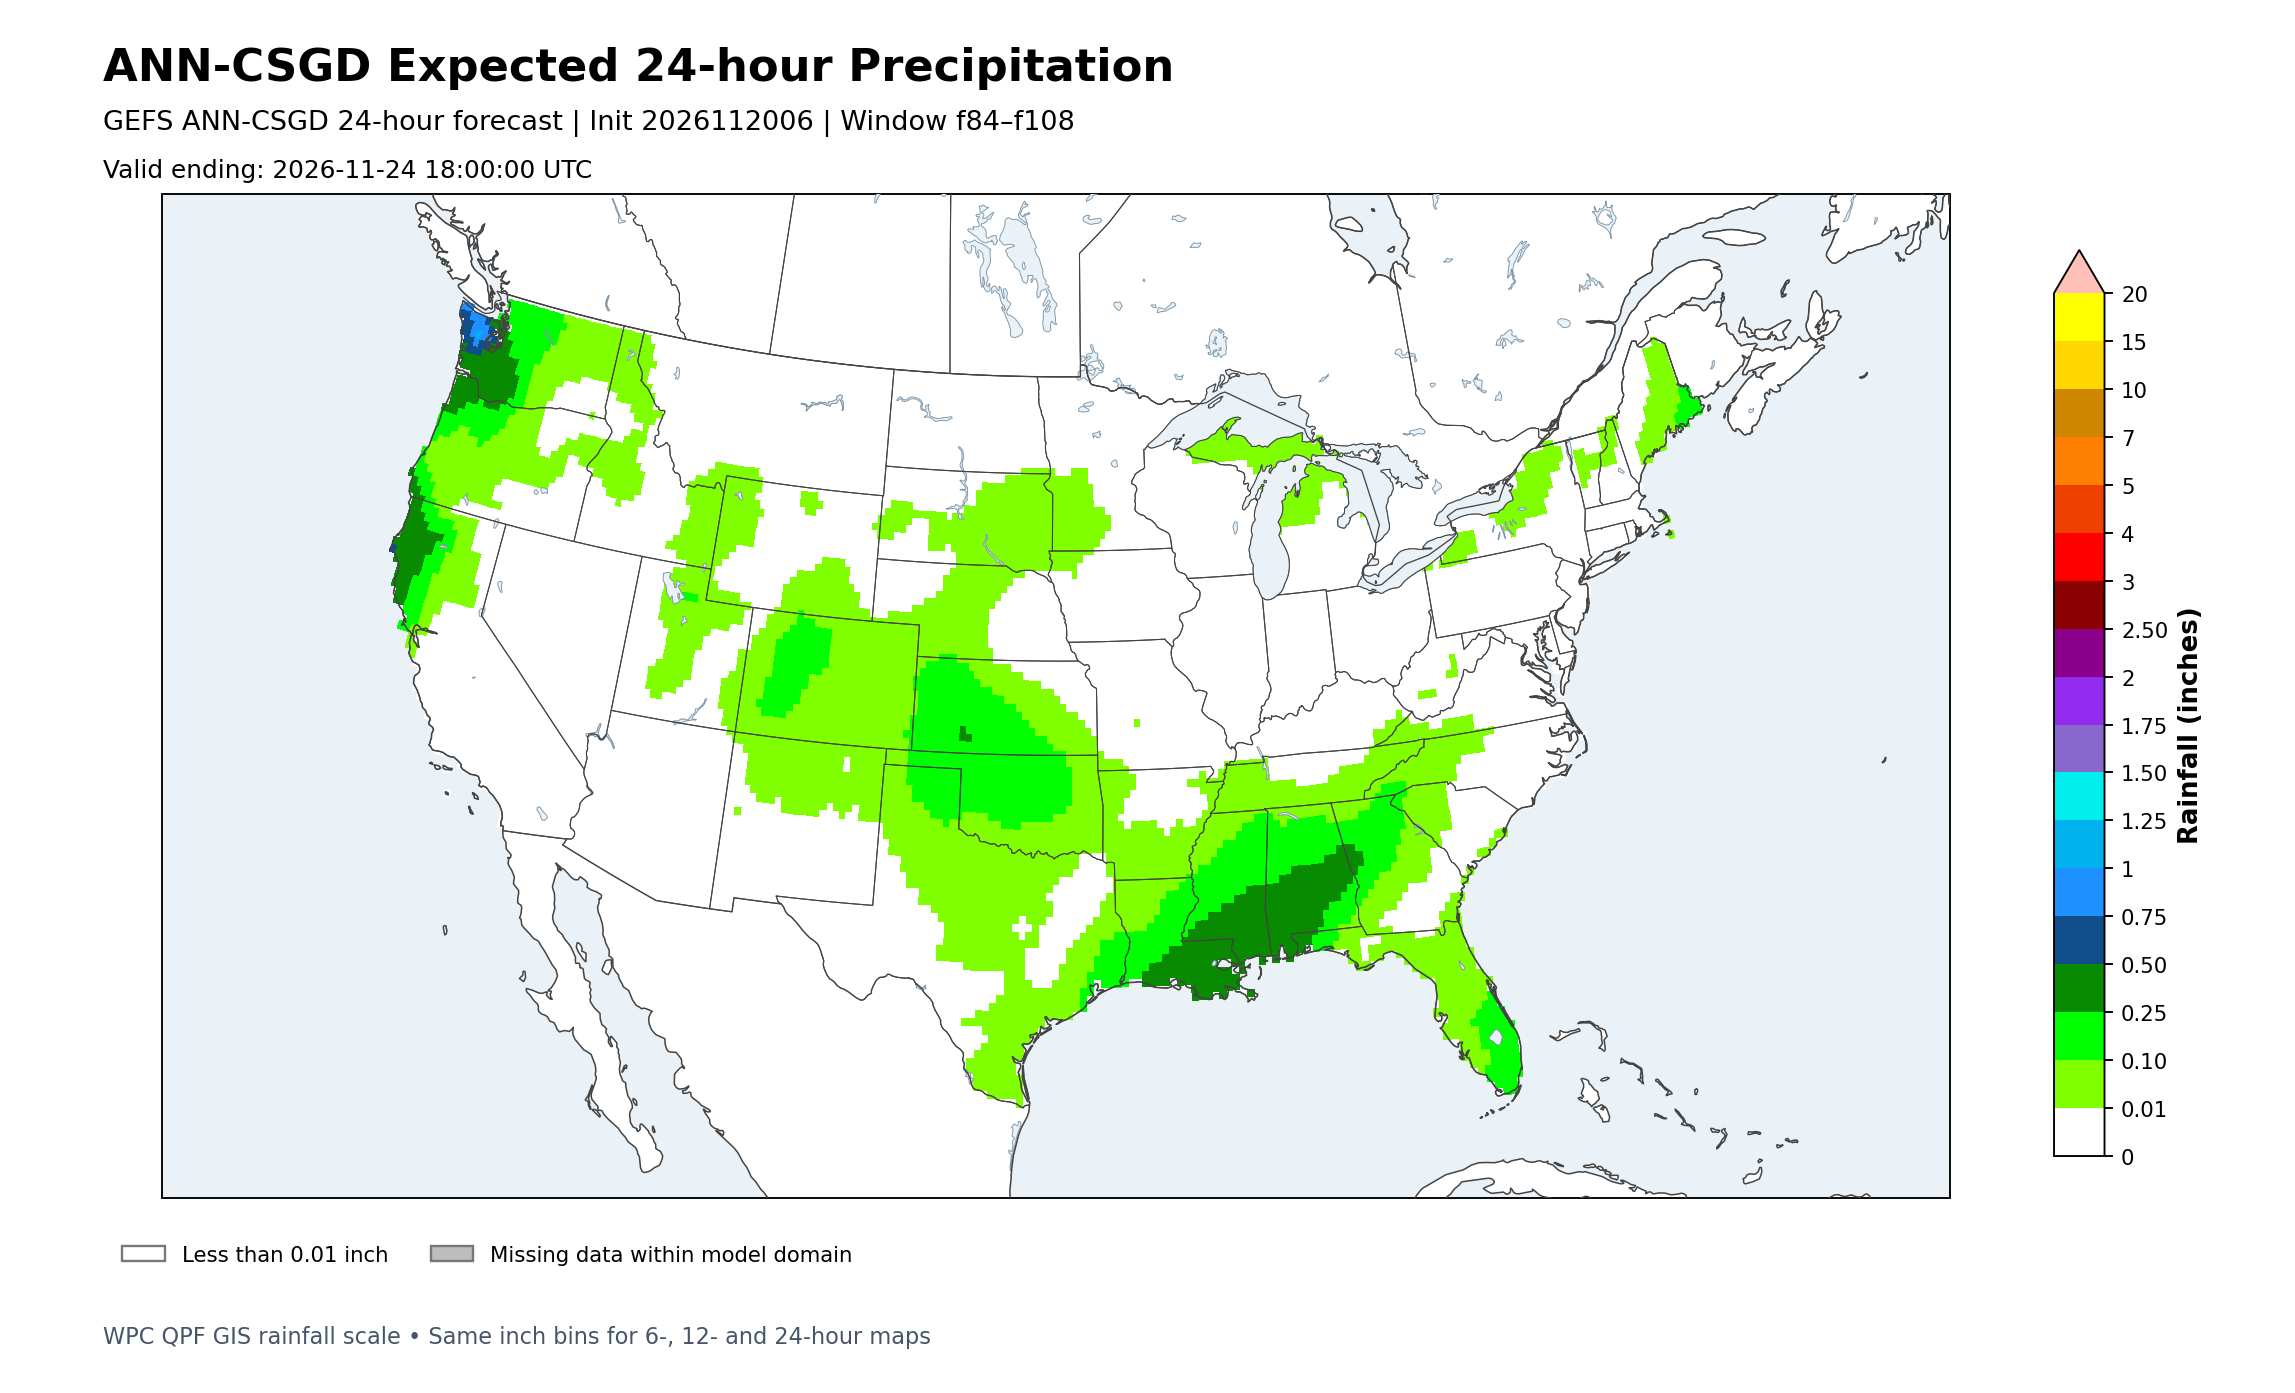 ANN-CSGD Expected 24-hour Precipitation
GEFS ANN-CSGD 24-hour forecast | Init 2026112006 | Window f84–f108
Valid ending: 2026-11-24 18:00:00 UTC
20
15
10
7
5
4
3
2.50
2
1.75
1.50
1.25
1
0.75
0.50
0.25
0.10
0.01
0
Rainfall (inches)
Less than 0.01 inch
Missing data within model domain
WPC QPF GIS rainfall scale • Same inch bins for 6-, 12- and 24-hour maps